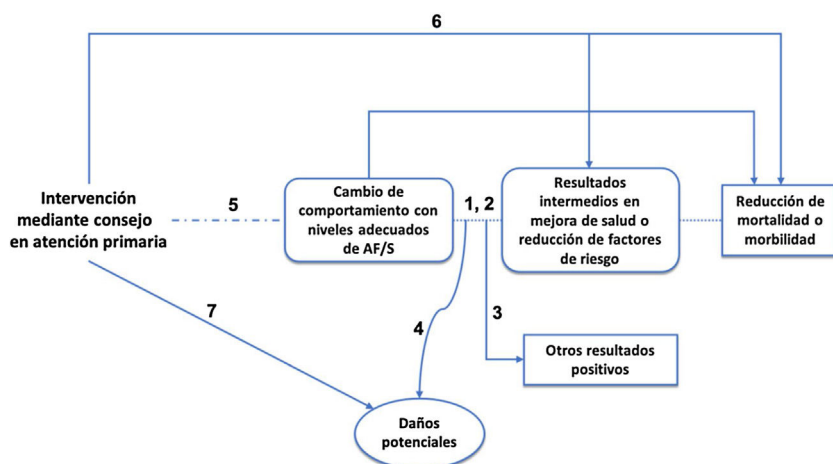 6
Intervención
mediante consejo
en atención primaria
5
Cambio de
comportamiento con
niveles adecuados
de AF/S
1, 2
Resultados
intermedios en
mejora de salud o
reducción de factores
de riesgo
Reducción de
mortalidad o
morbilidad
7
4
3
Otros resultados
positivos
Daños
potenciales